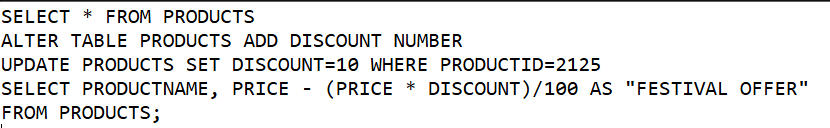 SELECT * FROM PRODUCTS
ALTER TABLE PRODUCTS ADD DISCOUNT NUMBER
UPDATE PRODUCTS SET DISCOUNT=10 WHERE PRODUCTID=2125
SELECT PRODUCTNAME, PRICE - (PRICE * DISCOUNT)/100 AS "FESTIVAL OFFER"
FROM PRODUCTS;